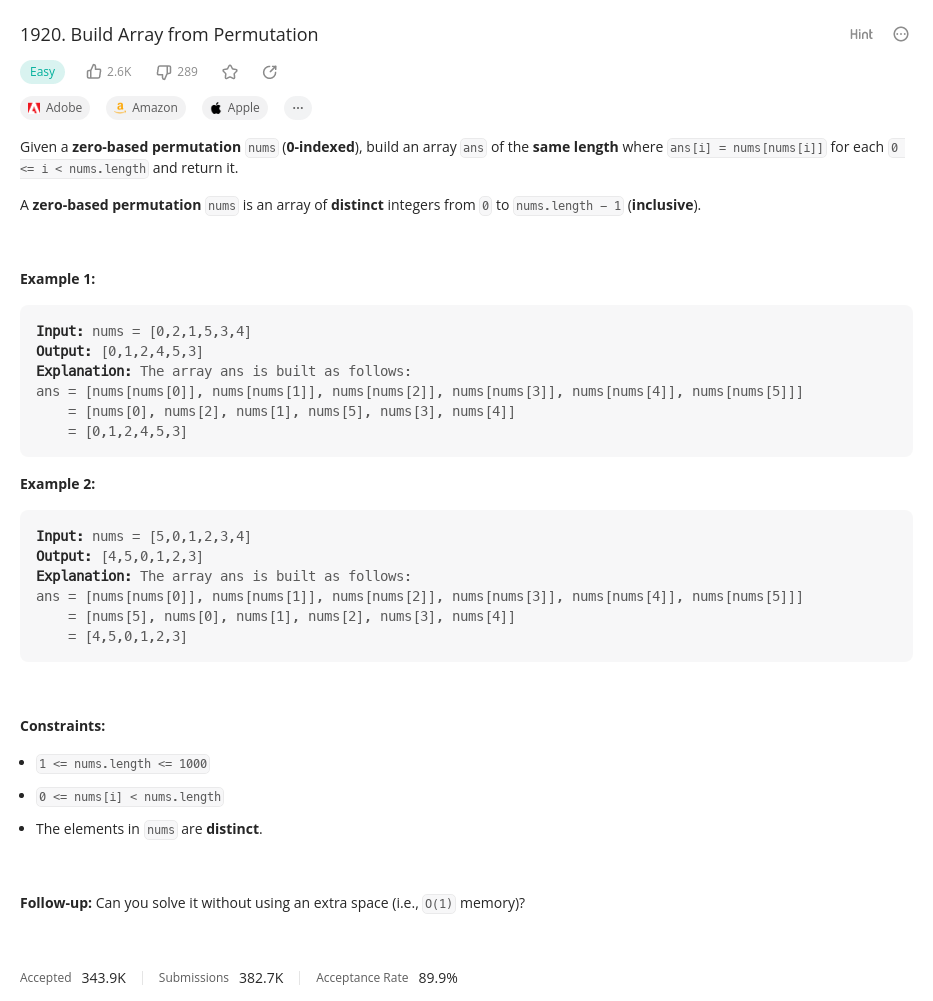 1920. Build Array from Permutation
Hint
Easy 2.6K 289
Adobe Amazon Apple ...
Given a zero-based permutation nums (0-indexed), build an array ans of the same length where ans[i] = nums[nums[i]] for each 0
<= i < nums.length and return it.
A zero-based permutation nums is an array of distinct integers from 0 to nums.length - 1 (inclusive).
Example 1:
Input: nums = [0,2,1,5,3,4]
Output: [0,1,2,4,5,3]
Explanation: The array ans is built as follows:
ans = [nums[nums[0]], nums[nums[1]], nums[nums[2]], nums[nums[3]], nums[nums[4]], nums[nums[5]]]
= [nums[0], nums[2], nums[1], nums[5], nums[3], nums[4]]
= [0,1,2,4,5,3]
Example 2:
Input: nums = [5,0,1,2,3,4]
Output: [4,5,0,1,2,3]
Explanation: The array ans is built as follows:
ans = [nums[nums[0]], nums[nums[1]], nums[nums[2]], nums[nums[3]], nums[nums[4]], nums[nums[5]]]
= [nums[5], nums[0], nums[1], nums[2], nums[3], nums[4]]
= [4,5,0,1,2,3]
Constraints:
• 1 <= nums.length <= 1000
• 0 <= nums[i] < nums.length
• The elements in nums are distinct.
Follow-up: Can you solve it without using an extra space (i.e., O(1) memory)?
Accepted 343.9K Submissions 382.7K Acceptance Rate 89.9%